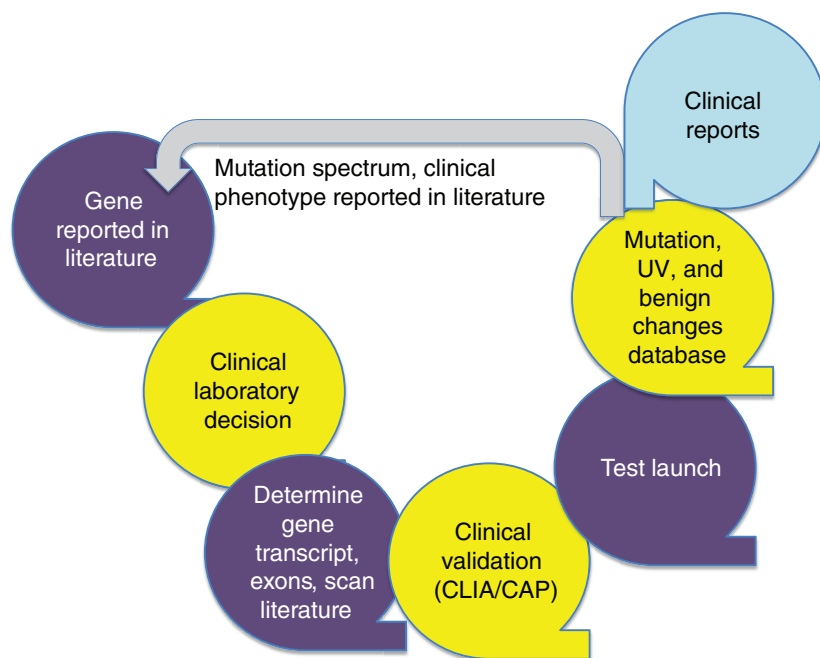 Clinical
reports
Mutation spectrum, clinical
phenotype reported in literature
Gene
reported in
literature
Mutation,
UV, and
benign
changes
database
Clinical
laboratory
decision
Test launch
Determine
gene
transcript,
exons, scan
literature
Clinical
validation
(CLIA/CAP)